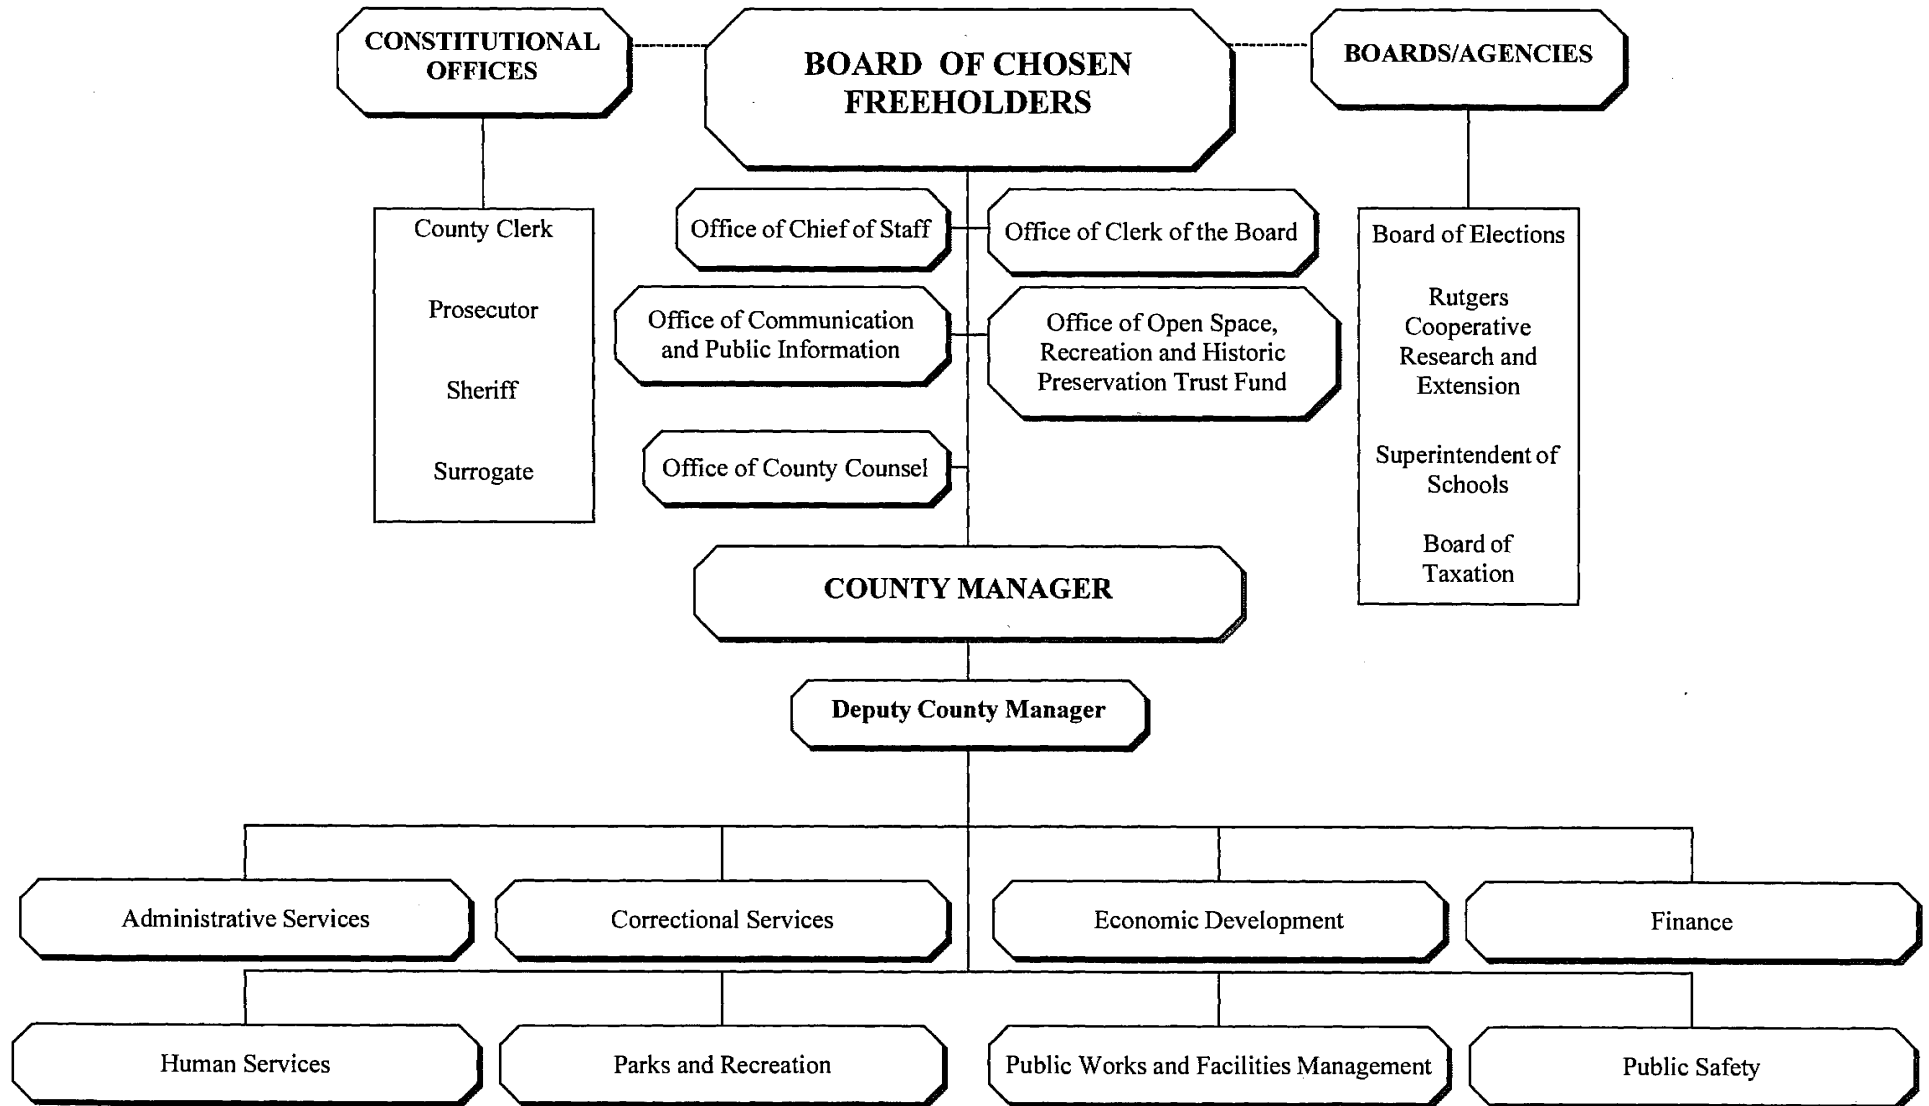 CONSTITUTIONAL
OFFICES
BOARD OF CHOSEN
FREEHOLDERS
BOARDS/AGENCIES
County Clerk
Prosecutor
Sheriff
Surrogate
Office of Chief of Staff
Office of Clerk of the Board
Office of Communication
and Public Information
Office of Open Space,
Recreation and Historic
Preservation Trust Fund
Office of County Counsel
Board of Elections
Rutgers
Cooperative
Research and
Extension
Superintendent of
Schools
Board of
Taxation
COUNTY MANAGER
Deputy County Manager
Administrative Services
Correctional Services
Economic Development
Finance
Human Services
Parks and Recreation
Public Works and Facilities Management
Public Safety